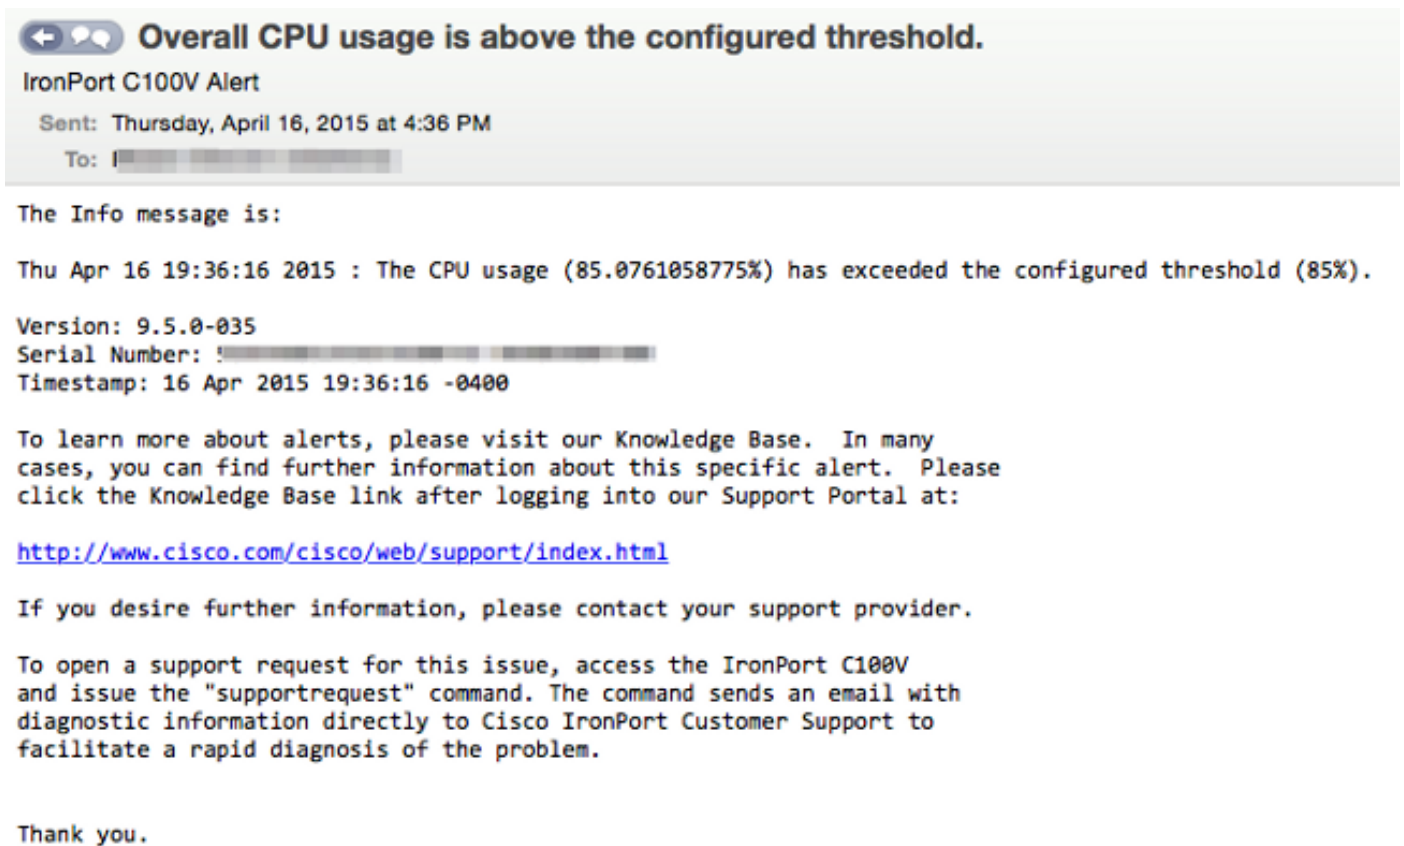 Overall CPU usage is above the configured threshold.
IronPort C100V Alert
Sent: Thursday, April 16, 2015 at 4:36 PM
To:
The Info message is:
Thu Apr 16 19:36:16 2015 : The CPU usage (85.0761058775%) has exceeded the configured threshold (85%).
Version: 9.5.0-035
Serial Number:
Timestamp: 16 Apr 2015 19:36:16 -0400
To learn more about alerts, please visit our Knowledge Base.  In many
cases, you can find further information about this specific alert.  Please
click the Knowledge Base link after logging into our Support Portal at:
http://www.cisco.com/cisco/web/support/index.html
If you desire further information, please contact your support provider.
To open a support request for this issue, access the IronPort C100V
and issue the "supportrequest" command. The command sends an email with
diagnostic information directly to Cisco IronPort Customer Support to
facilitate a rapid diagnosis of the problem.
Thank you.